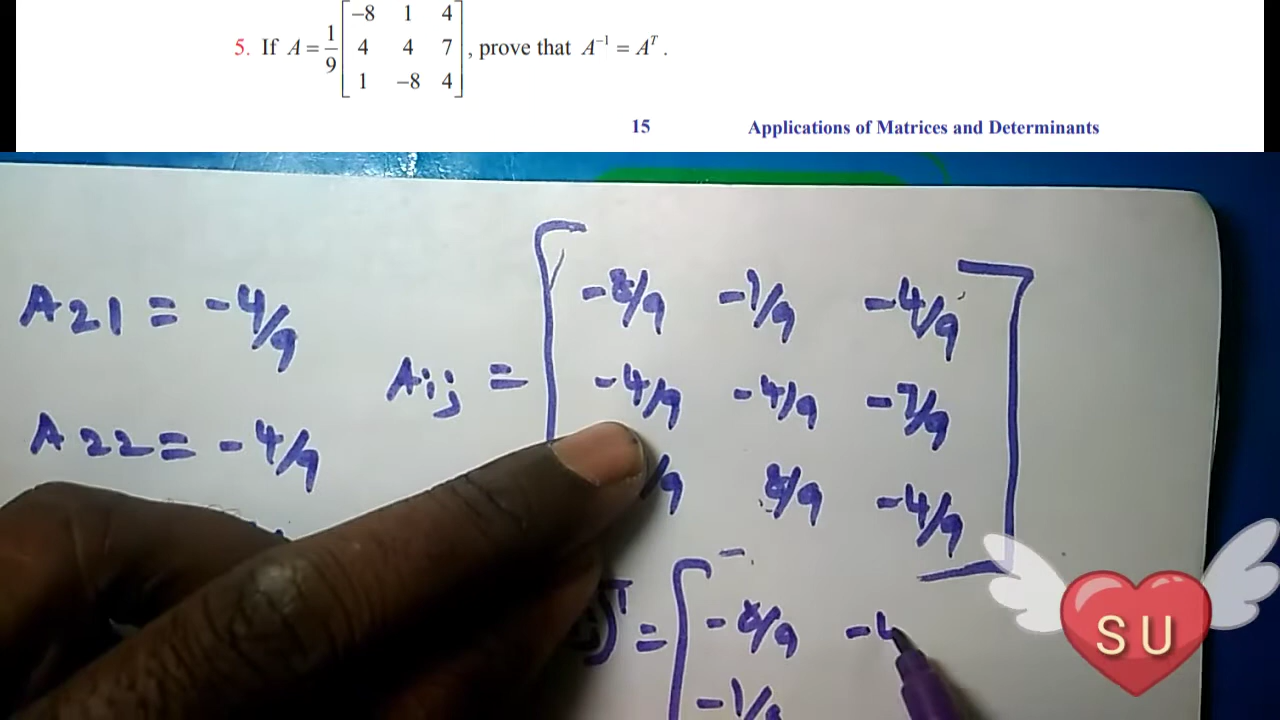 5. If A = 1/9 [ −8 1 4
4 4 7
1 −8 4 ] , prove that A⁻¹ = Aᵀ .
15 Applications of Matrices and Determinants
A21 = -4/9
A22 = -4/9
Aij = [ -8/9 -1/9 -4/9
-4/9 -4/9 -7/9
/9 8/9 -4/9 ]
)ᵀ = [ -8/9 -4
-1/9
SU